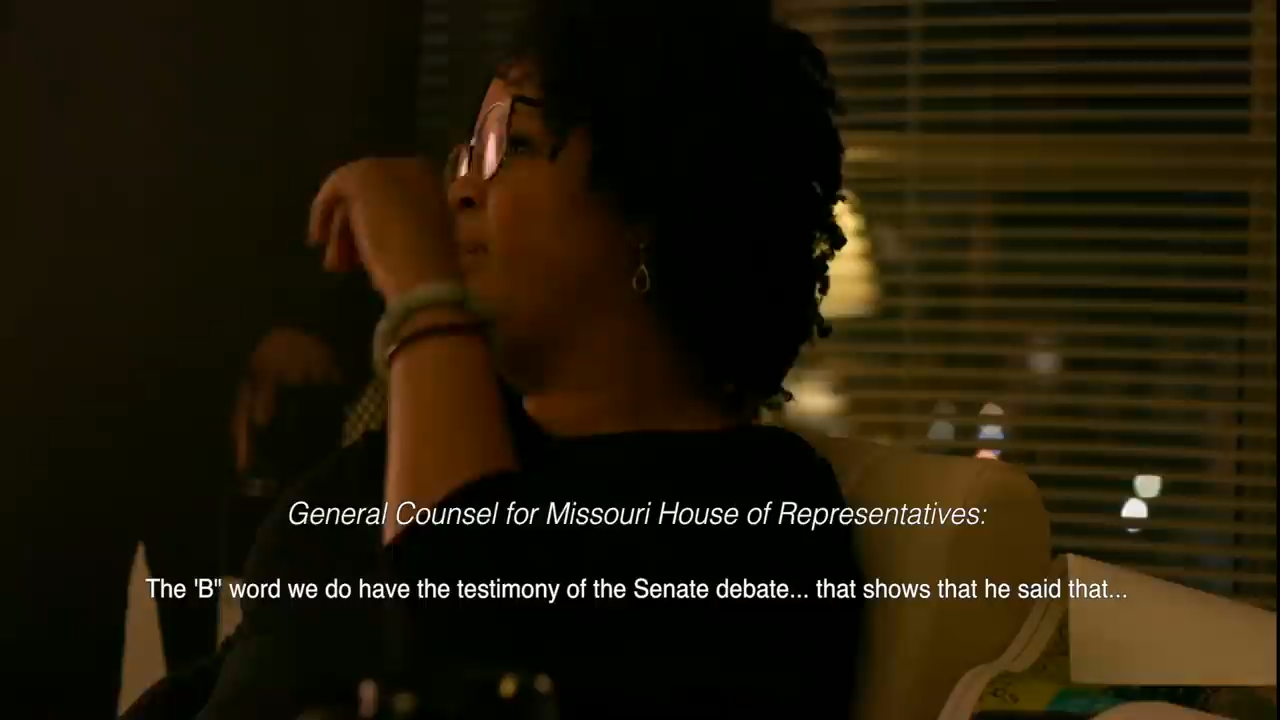 General Counsel for Missouri House of Representatives:
The 'B" word we do have the testimony of the Senate debate... that shows that he said that...